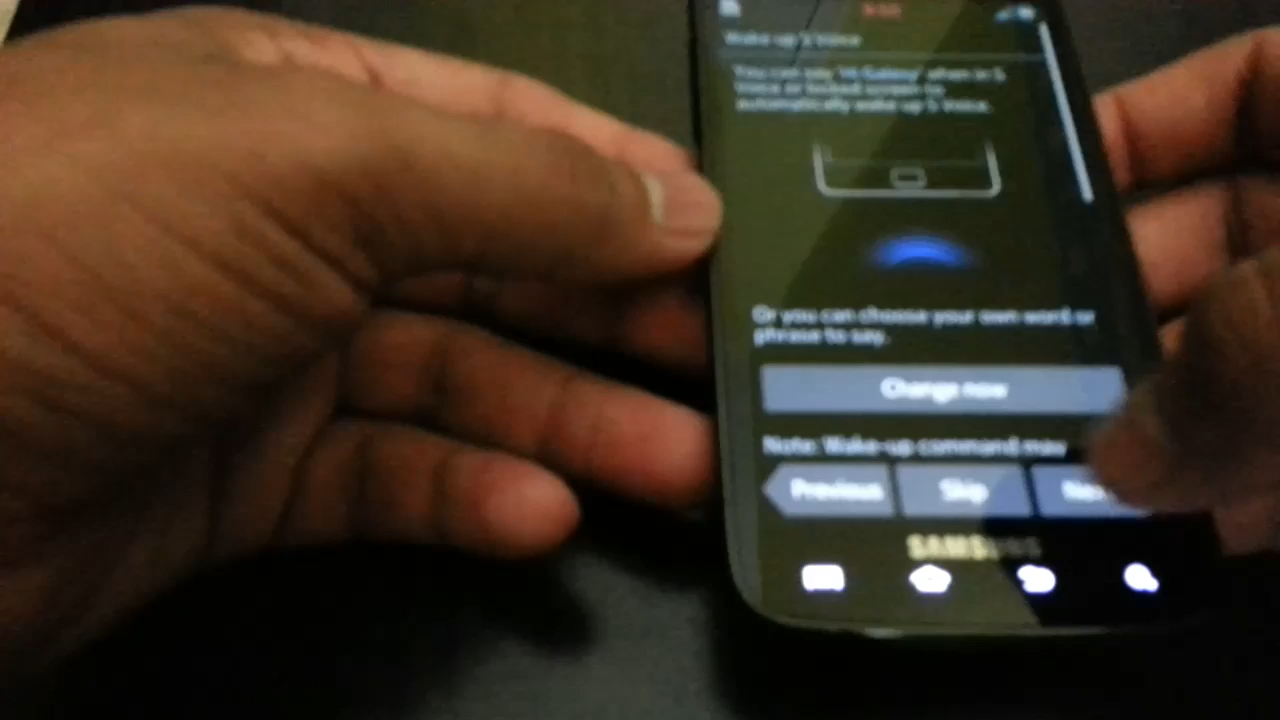 Wake up S Voice
You can say 'Hi Galaxy' when in S
Voice or locked screen to
automatically wake up S Voice.
Or you can choose your own word or
phrase to say.
Change now
Note: Wake-up command may
Previous
Skip
Next
SAMSUNG